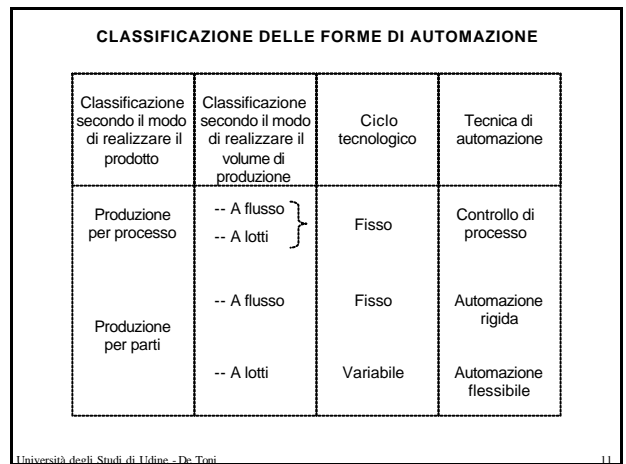 CLASSIFICAZIONE DELLE FORME DI AUTOMAZIONE
Classificazione
secondo il modo
di realizzare il
prodotto
Classificazione
secondo il modo
di realizzare il
volume di
produzione
Ciclo
tecnologico
Tecnica di
automazione
Produzione
per processo
-- A flusso
-- A lotti
Fisso
Controllo di
processo
Produzione
per parti
-- A flusso
Fisso
Automazione
rigida
-- A lotti
Variabile
Automazione
flessibile
Università degli Studi di Udine - De Toni
11